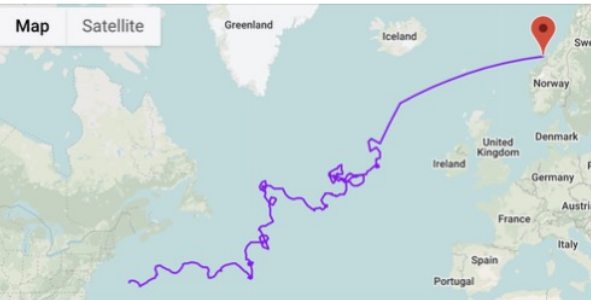 Map Satellite
Greenland
Iceland
Swe
Norway
United
Kingdom
Denmark
Ireland
Germany
Austri
France
Italy
Spain
Portugal